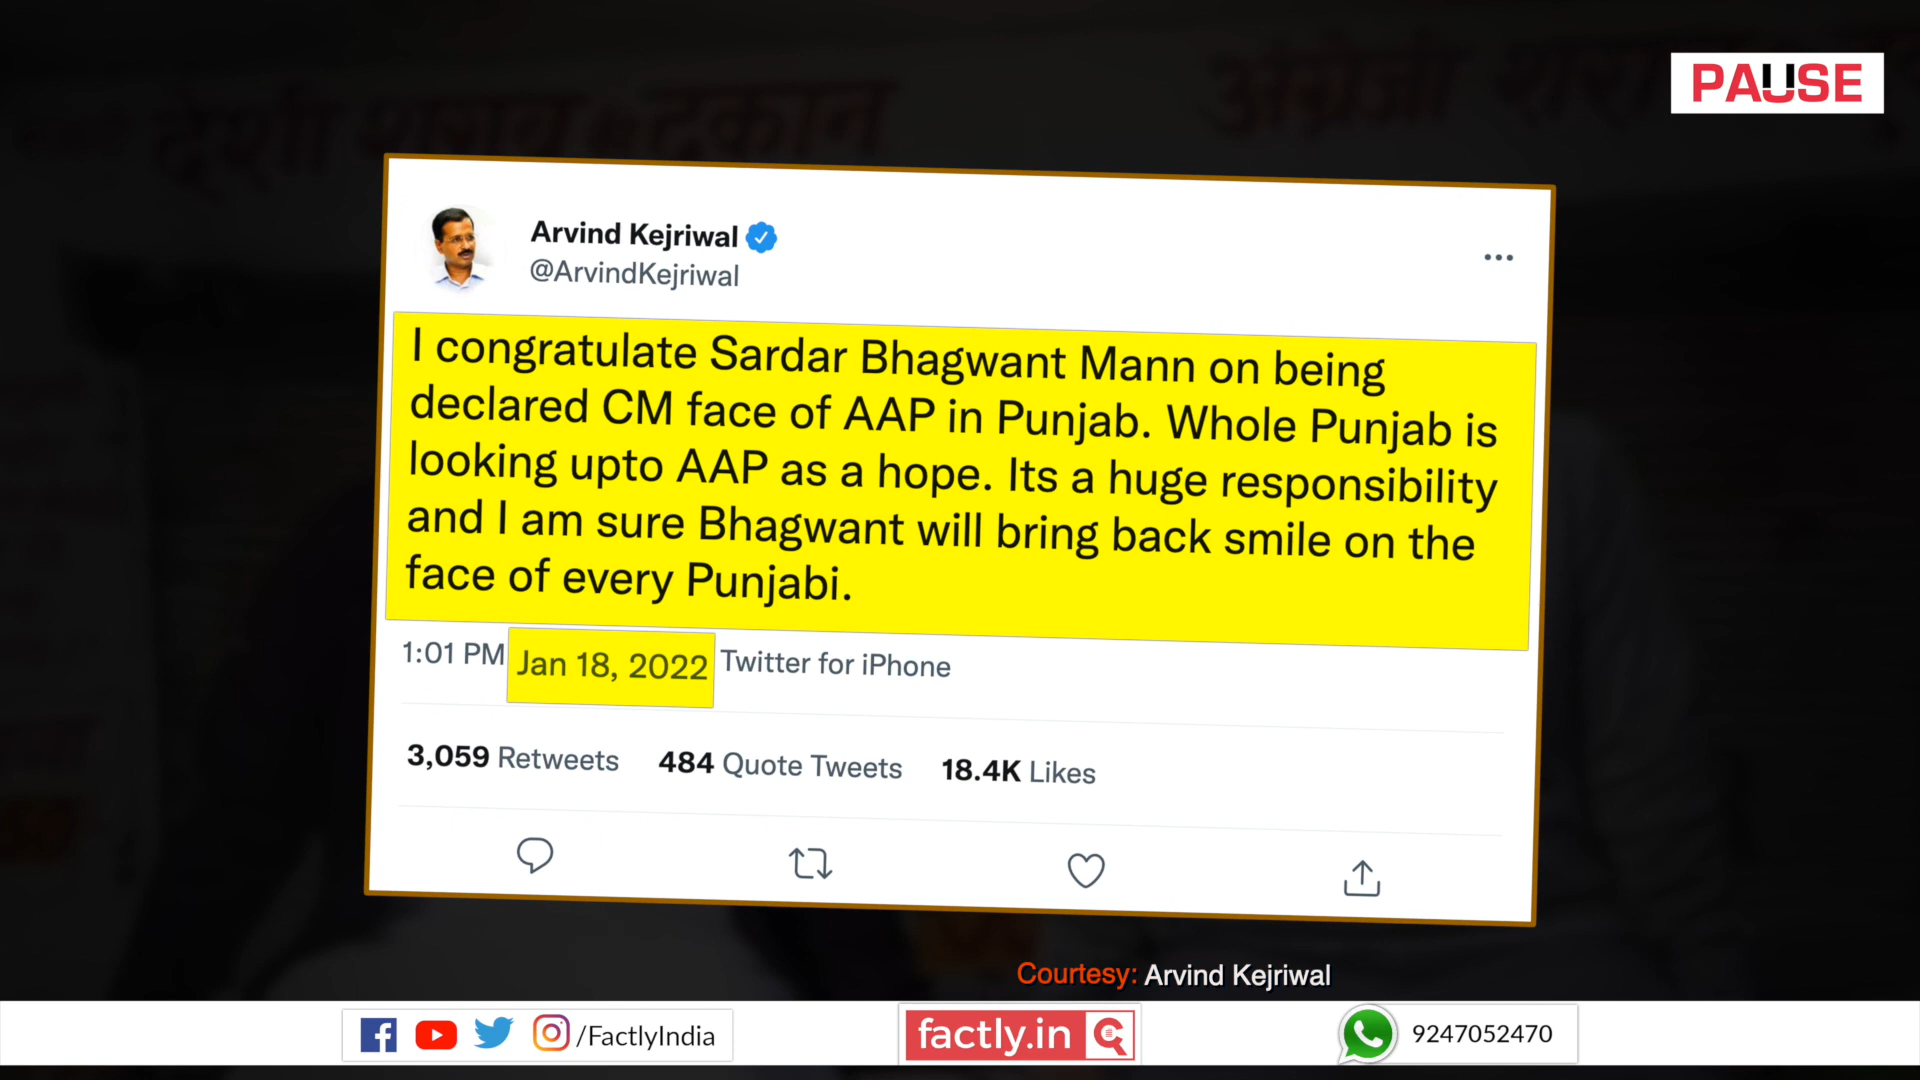 देशी शराब की दुकान
अंग्रेजी शरा
PAUSE
Arvind Kejriwal
@ArvindKejriwal
I congratulate Sardar Bhagwant Mann on being
declared CM face of AAP in Punjab. Whole Punjab is
looking upto AAP as a hope. Its a huge responsibility
and I am sure Bhagwant will bring back smile on the
face of every Punjabi.
1:01 PM Jan 18, 2022 Twitter for iPhone
3,059 Retweets 484 Quote Tweets 18.4K Likes
Courtesy: Arvind Kejriwal
/FactlyIndia
factly.in
9247052470